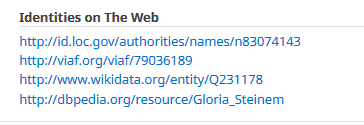 Identities on The Web
http://id.loc.gov/authorities/names/n83074143
http://viaf.org/viaf/79036189
http://www.wikidata.org/entity/Q231178
http://dbpedia.org/resource/Gloria_Steinem